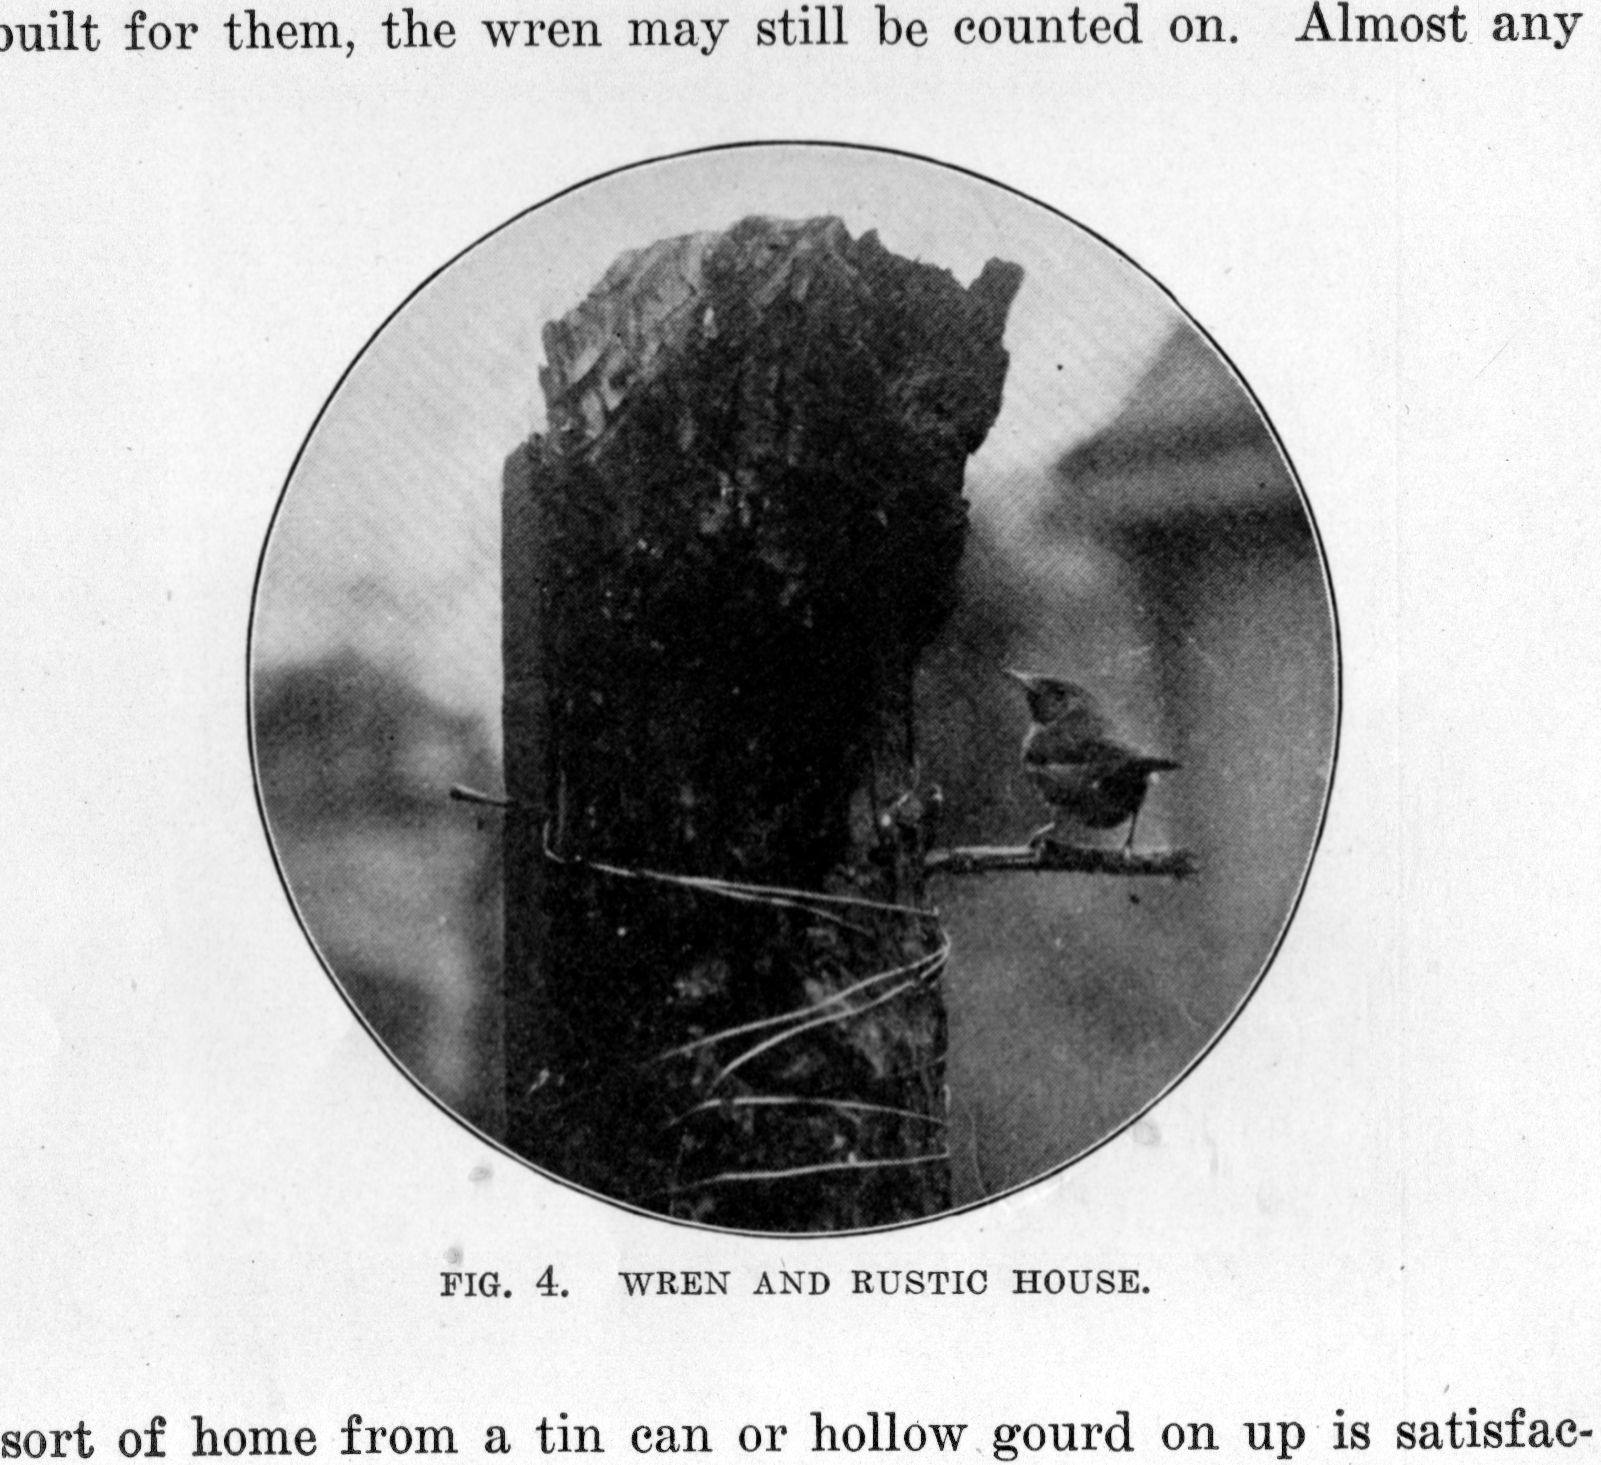 built for them, the wren may still be counted on. Almost any
FIG. 4. WREN AND RUSTIC HOUSE.
sort of home from a tin can or hollow gourd on up is satisfac-